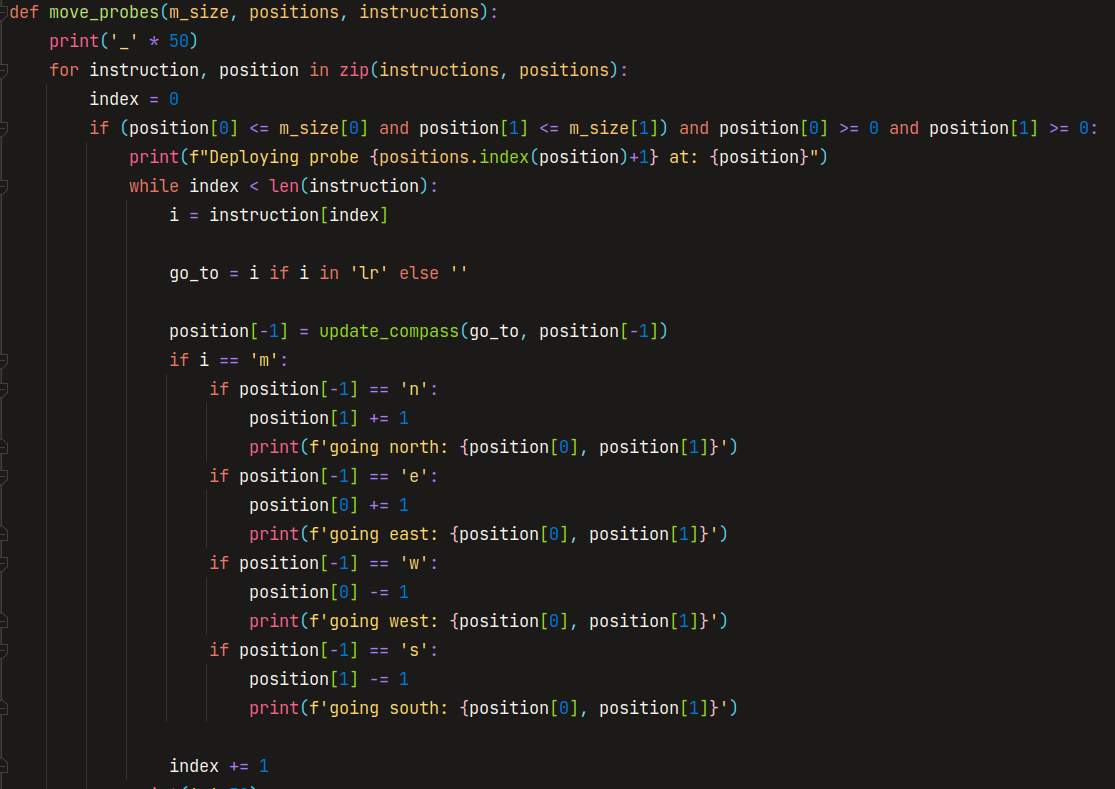 def move_probes(m_size, positions, instructions):
    print('_' * 50)
    for instruction, position in zip(instructions, positions):
        index = 0
        if (position[0] <= m_size[0] and position[1] <= m_size[1]) and position[0] >= 0 and position[1] >= 0:
            print(f"Deploying probe {positions.index(position)+1} at: {position}")
            while index < len(instruction):
                i = instruction[index]

                go_to = i if i in 'lr' else ''

                position[-1] = update_compass(go_to, position[-1])
                if i == 'm':
                    if position[-1] == 'n':
                        position[1] += 1
                        print(f'going north: {position[0], position[1]}')
                    if position[-1] == 'e':
                        position[0] += 1
                        print(f'going east: {position[0], position[1]}')
                    if position[-1] == 'w':
                        position[0] -= 1
                        print(f'going west: {position[0], position[1]}')
                    if position[-1] == 's':
                        position[1] -= 1
                        print(f'going south: {position[0], position[1]}')

                index += 1